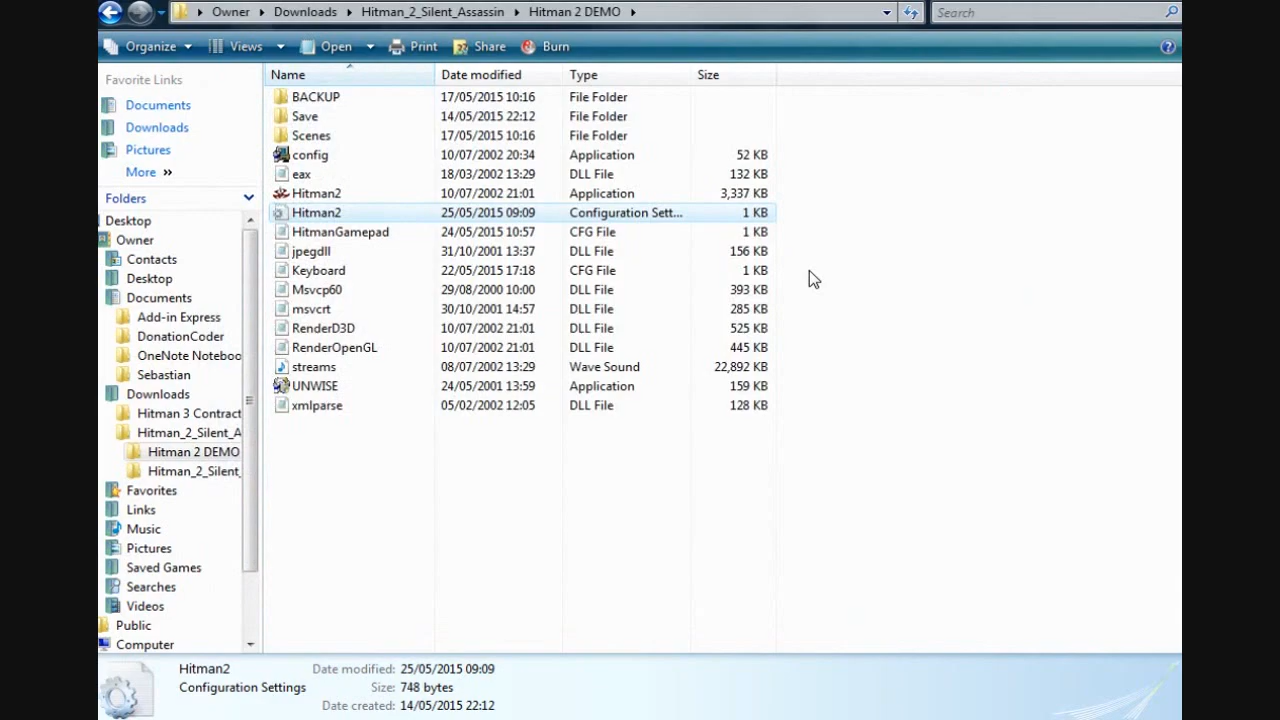 Owner Downloads Hitman_2_Silent_Assassin Hitman 2 DEMO Search
Organize Views Open Print Share Burn
Favorite Links
Documents
Downloads
Pictures
More »
Folders
Desktop
Owner
Contacts
Desktop
Documents
Add-in Express
DonationCoder
OneNote Noteboo
Sebastian
Downloads
Hitman 3 Contract
Hitman_2_Silent_A
Hitman 2 DEMO
Hitman_2_Silent_
Favorites
Links
Music
Pictures
Saved Games
Searches
Videos
Public
Computer
Name Date modified Type Size
BACKUP 17/05/2015 10:16 File Folder
Save 14/05/2015 22:12 File Folder
Scenes 17/05/2015 10:16 File Folder
config 10/07/2002 20:34 Application 52 KB
eax 18/03/2002 13:29 DLL File 132 KB
Hitman2 10/07/2002 21:01 Application 3,337 KB
Hitman2 25/05/2015 09:09 Configuration Sett... 1 KB
HitmanGamepad 24/05/2015 10:57 CFG File 1 KB
jpegdll 31/10/2001 13:37 DLL File 156 KB
Keyboard 22/05/2015 17:18 CFG File 1 KB
Msvcp60 29/08/2000 10:00 DLL File 393 KB
msvcrt 30/10/2001 14:57 DLL File 285 KB
RenderD3D 10/07/2002 21:01 DLL File 525 KB
RenderOpenGL 10/07/2002 21:01 DLL File 445 KB
streams 08/07/2002 13:29 Wave Sound 22,892 KB
UNWISE 24/05/2001 13:59 Application 159 KB
xmlparse 05/02/2002 12:05 DLL File 128 KB
Hitman2 Date modified: 25/05/2015 09:09
Configuration Settings Size: 748 bytes
Date created: 14/05/2015 22:12